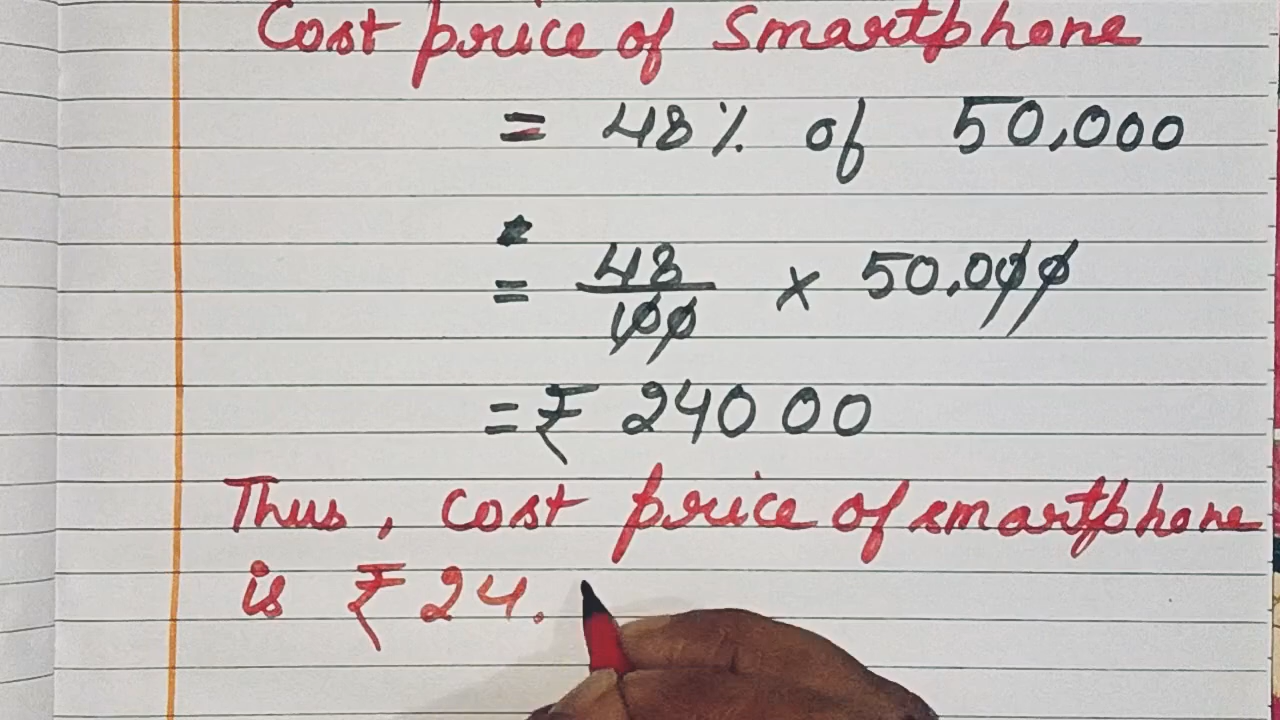 Cost price of Smartphone
= 48% of 50,000
= 48/100 × 50,000
= ₹ 24000
Thus, cost price of smartphone
is ₹ 24.